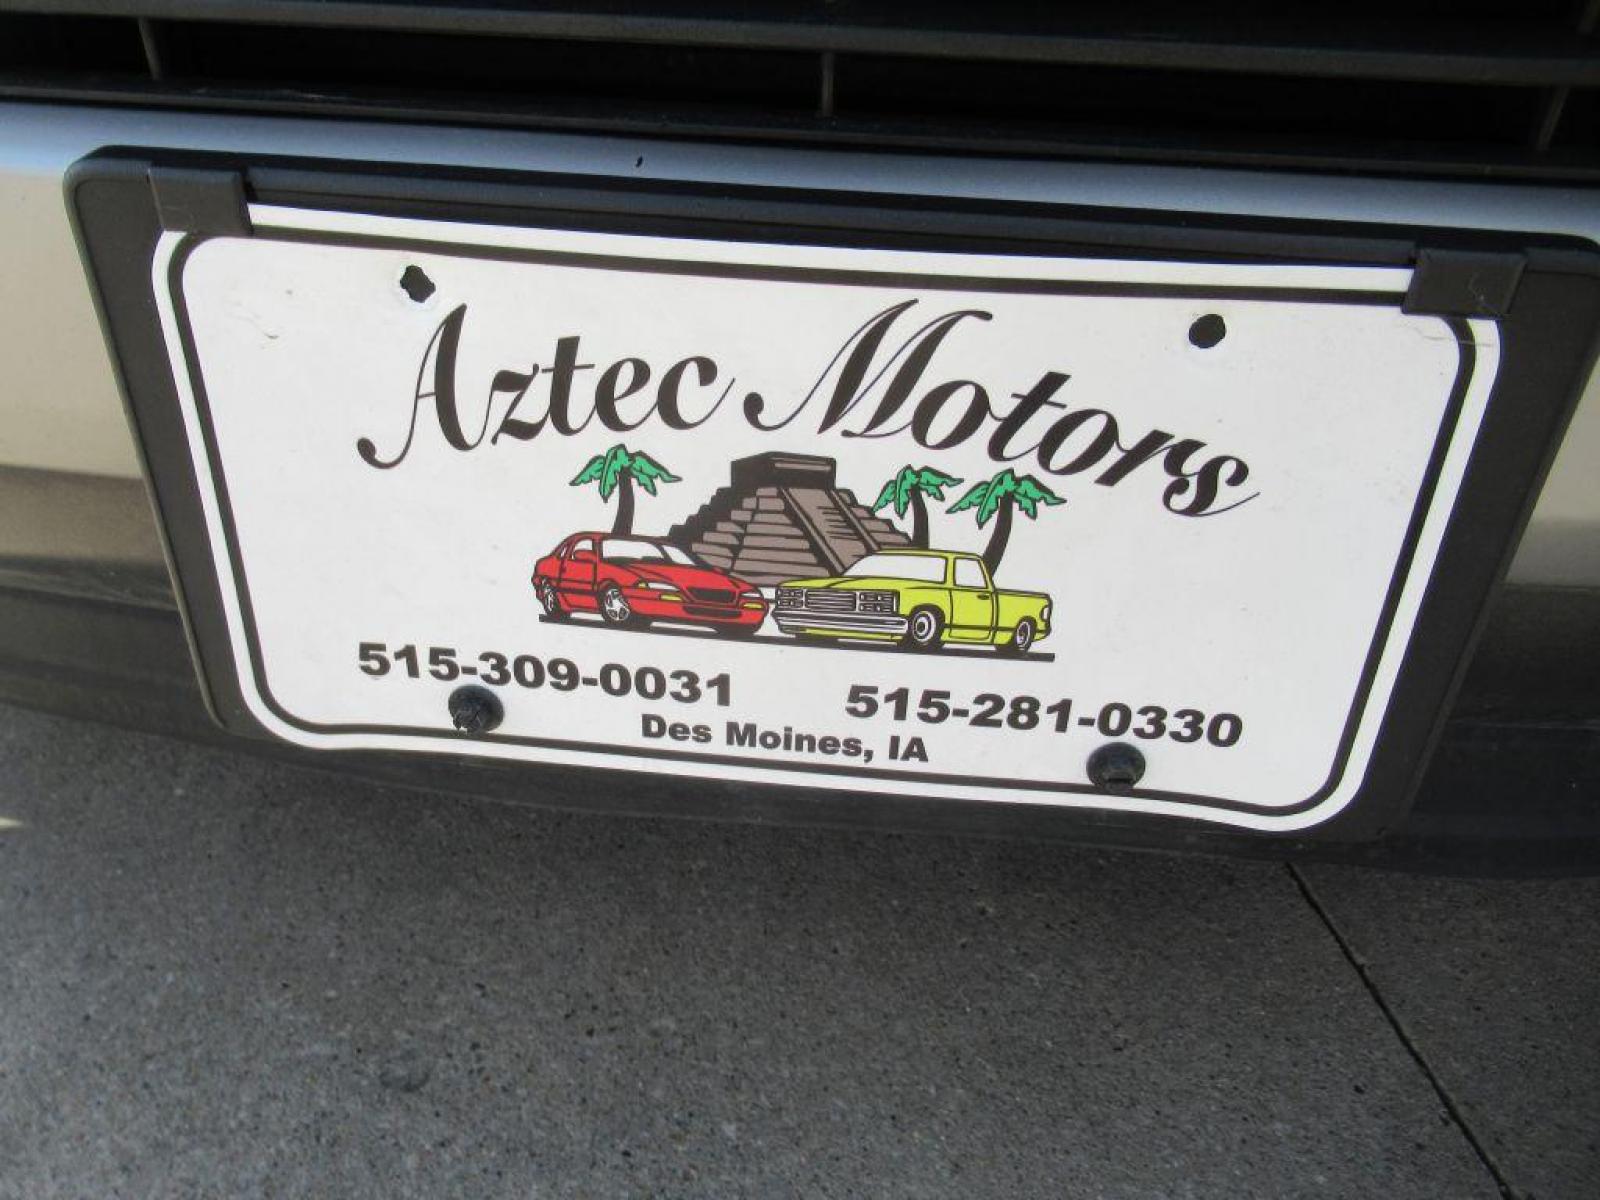 Aztec Motors
515-309-0031 515-281-0330
Des Moines, IA